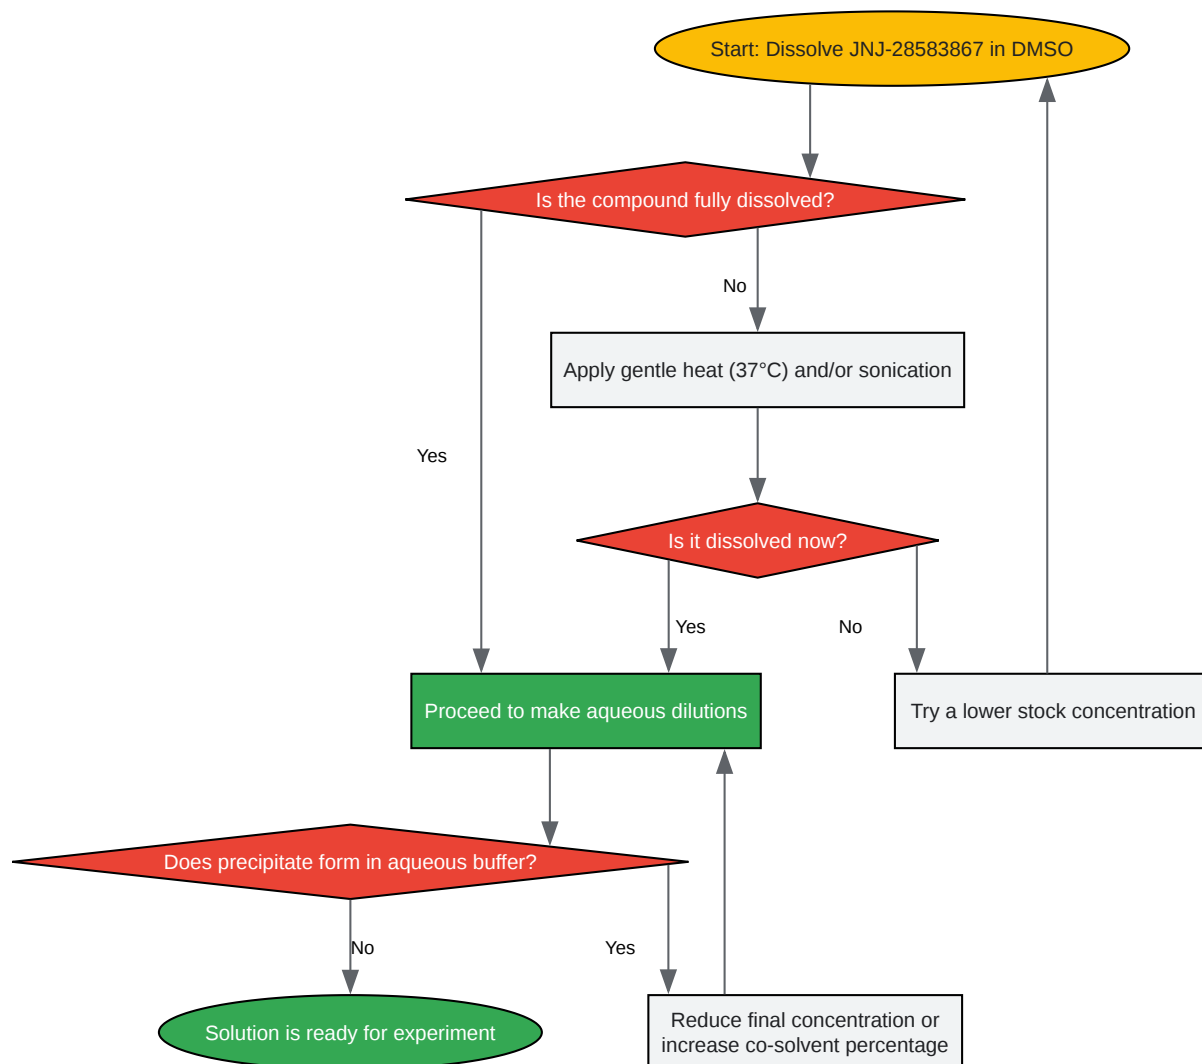 Start: Dissolve JNJ-28583867 in DMSO
Is the compound fully dissolved?
No
Apply gentle heat (37°C) and/or sonication
Yes
Is it dissolved now?
Yes
No
Proceed to make aqueous dilutions
Try a lower stock concentration
Does precipitate form in aqueous buffer?
No
Yes
Solution is ready for experiment
Reduce final concentration or
increase co-solvent percentage